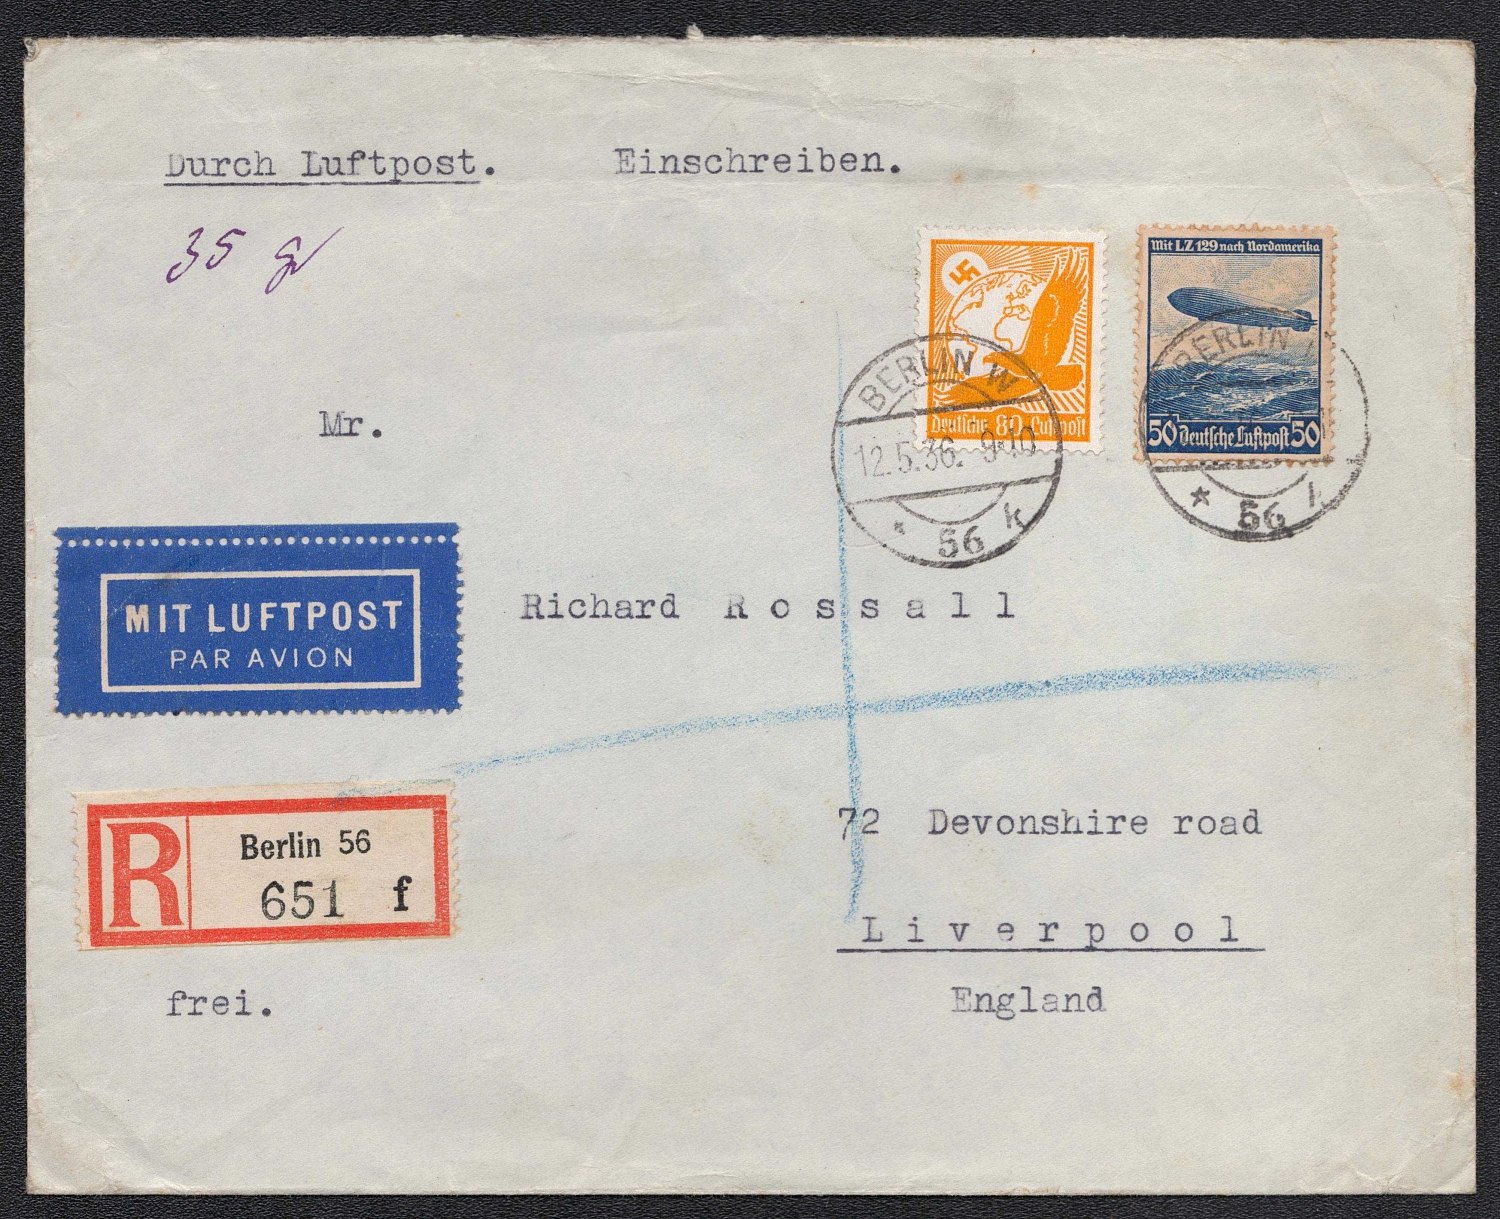 Durch Luftpost. Einschreiben.
35 g
Mit LZ 129 nach Nordamerika
50 Deutsche Luftpost 50
Deutsche 80 Luftpost
BERLIN W
12.5.36. 9-10
* 56 k
BERLIN
* 56 k
Mr.
MIT LUFTPOST
PAR AVION
Richard Rossall
R Berlin 56
651 f
72 Devonshire road
Liverpool
England
frei.